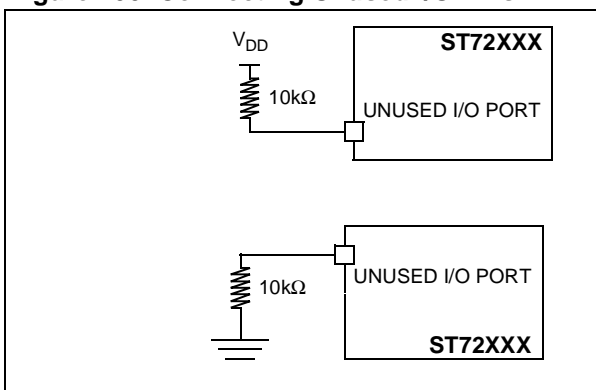 V_DD
ST72XXX
10kΩ
UNUSED I/O PORT
UNUSED I/O PORT
10kΩ
ST72XXX